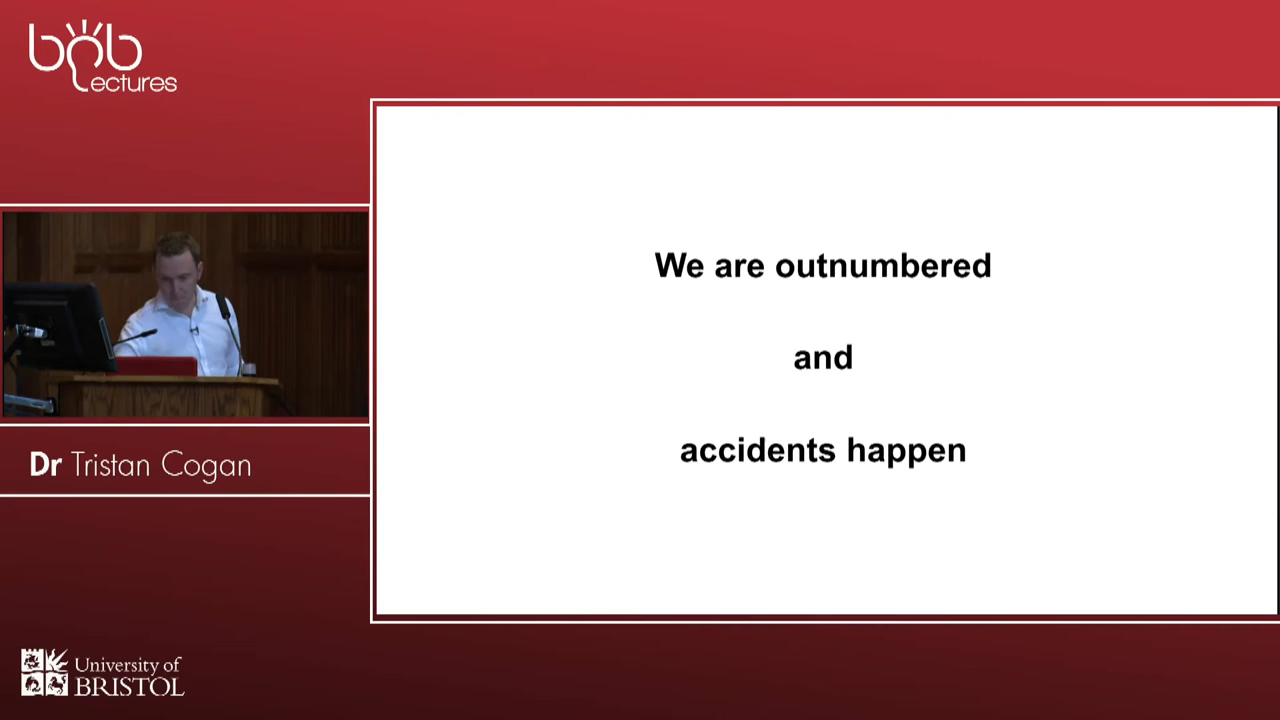 bob
Lectures
We are outnumbered
and
accidents happen
Dr Tristan Cogan
University of
BRISTOL